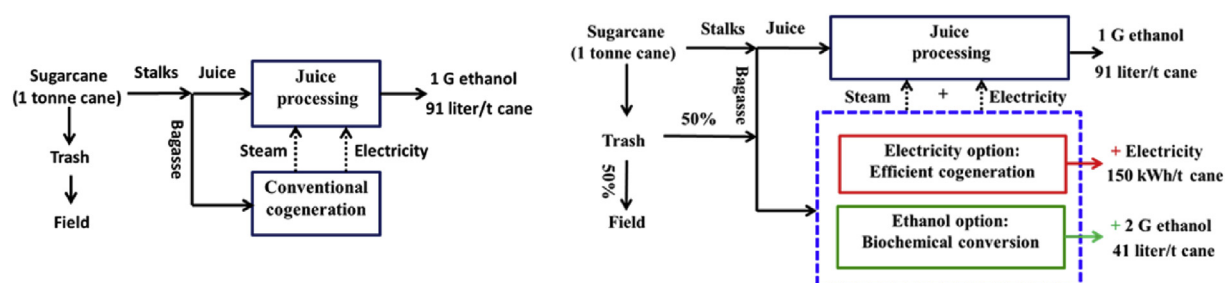 Sugarcane
(1 tonne cane)
Stalks
Juice
Juice
processing
1 G ethanol
91 liter/t cane
Bagasse
Trash
Steam
Electricity
Conventional
cogeneration
Field
Sugarcane
(1 tonne cane)
Stalks
Juice
Juice
processing
1 G ethanol
91 liter/t cane
Bagasse
Steam
+
Electricity
Trash
50%
50%
Field
Electricity option:
Efficient cogeneration
+ Electricity
150 kWh/t cane
Ethanol option:
Biochemical conversion
+ 2 G ethanol
41 liter/t cane